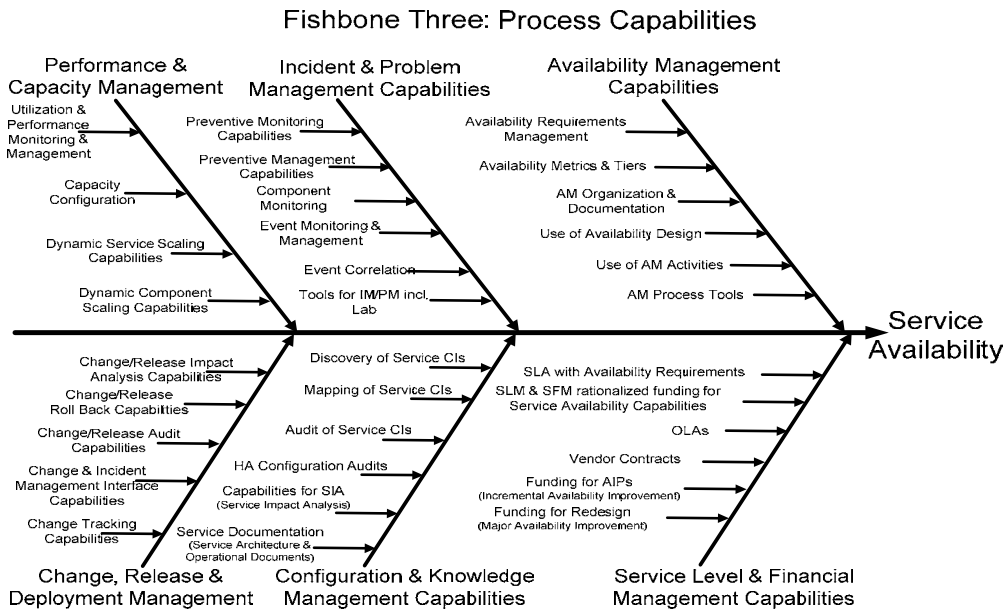 Fishbone Three: Process Capabilities
Performance &
Capacity Management
Utilization &
Performance
Monitoring &
Management
Capacity
Configuration
Dynamic Service Scaling
Capabilities
Dynamic Component
Scaling Capabilities
Incident & Problem
Management Capabilities
Preventive Monitoring
Capabilities
Preventive Management
Capabilities
Component
Monitoring
Event Monitoring &
Management
Event Correlation
Tools for IM/PM incl.
Lab
Availability Management
Capabilities
Availability Requirements
Management
Availability Metrics & Tiers
AM Organization &
Documentation
Use of Availability Design
Use of AM Activities
AM Process Tools
Service
Availability
Change/Release Impact
Analysis Capabilities
Change/Release
Roll Back Capabilities
Change/Release Audit
Capabilities
Change & Incident
Management Interface
Capabilities
Change Tracking
Capabilities
Change, Release &
Deployment Management
Discovery of Service CIs
Mapping of Service CIs
Audit of Service CIs
HA Configuration Audits
Capabilities for SIA
(Service Impact Analysis)
Service Documentation
(Service Architecture &
Operational Documents)
Configuration & Knowledge
Management Capabilities
SLA with Availability Requirements
SLM & SFM rationalized funding for
Service Availability Capabilities
OLAs
Vendor Contracts
Funding for AIPs
(Incremental Availability Improvement)
Funding for Redesign
(Major Availability Improvement)
Service Level & Financial
Management Capabilities